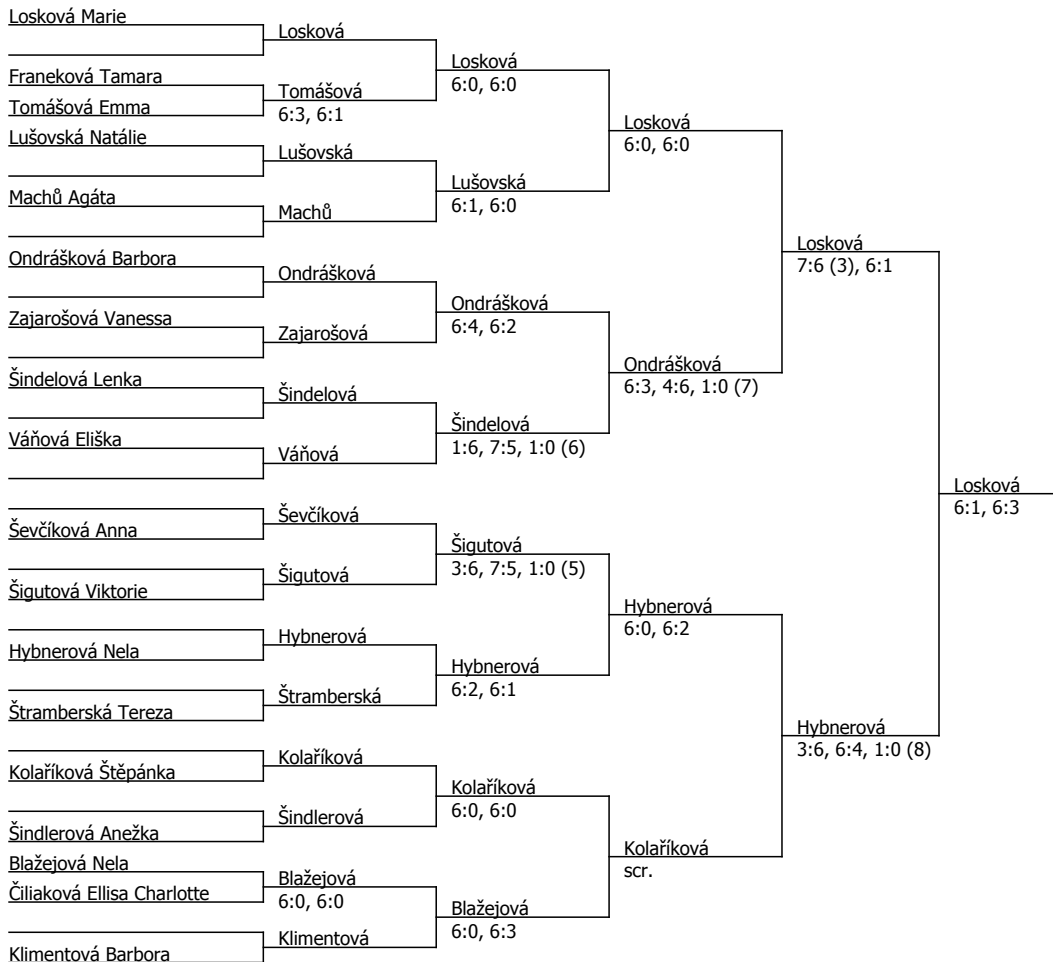 Losková Marie
Losková
Losková
6:0, 6:0
Franeková Tamara
Tomášová
6:3, 6:1
Tomášová Emma
Losková
6:0, 6:0
Lušovská Natálie
Lušovská
Lušovská
6:1, 6:0
Machů Agáta
Machů
Losková
7:6 (3), 6:1
Ondrášková Barbora
Ondrášková
Ondrášková
6:4, 6:2
Zajarošová Vanessa
Zajarošová
Ondrášková
6:3, 4:6, 1:0 (7)
Šindelová Lenka
Šindelová
Šindelová
1:6, 7:5, 1:0 (6)
Váňová Eliška
Váňová
Losková
6:1, 6:3
Ševčíková
Ševčíková Anna
Šigutová
3:6, 7:5, 1:0 (5)
Šigutová
Šigutová Viktorie
Hybnerová
6:0, 6:2
Hybnerová
Hybnerová Nela
Hybnerová
6:2, 6:1
Štramberská
Štramberská Tereza
Hybnerová
3:6, 6:4, 1:0 (8)
Kolaříková
Kolaříková Štěpánka
Kolaříková
6:0, 6:0
Šindlerová
Šindlerová Anežka
Kolaříková
scr.
Blažejová Nela
Blažejová
6:0, 6:0
Čiliaková Ellisa Charlotte
Blažejová
6:0, 6:3
Klimentová
Klimentová Barbora